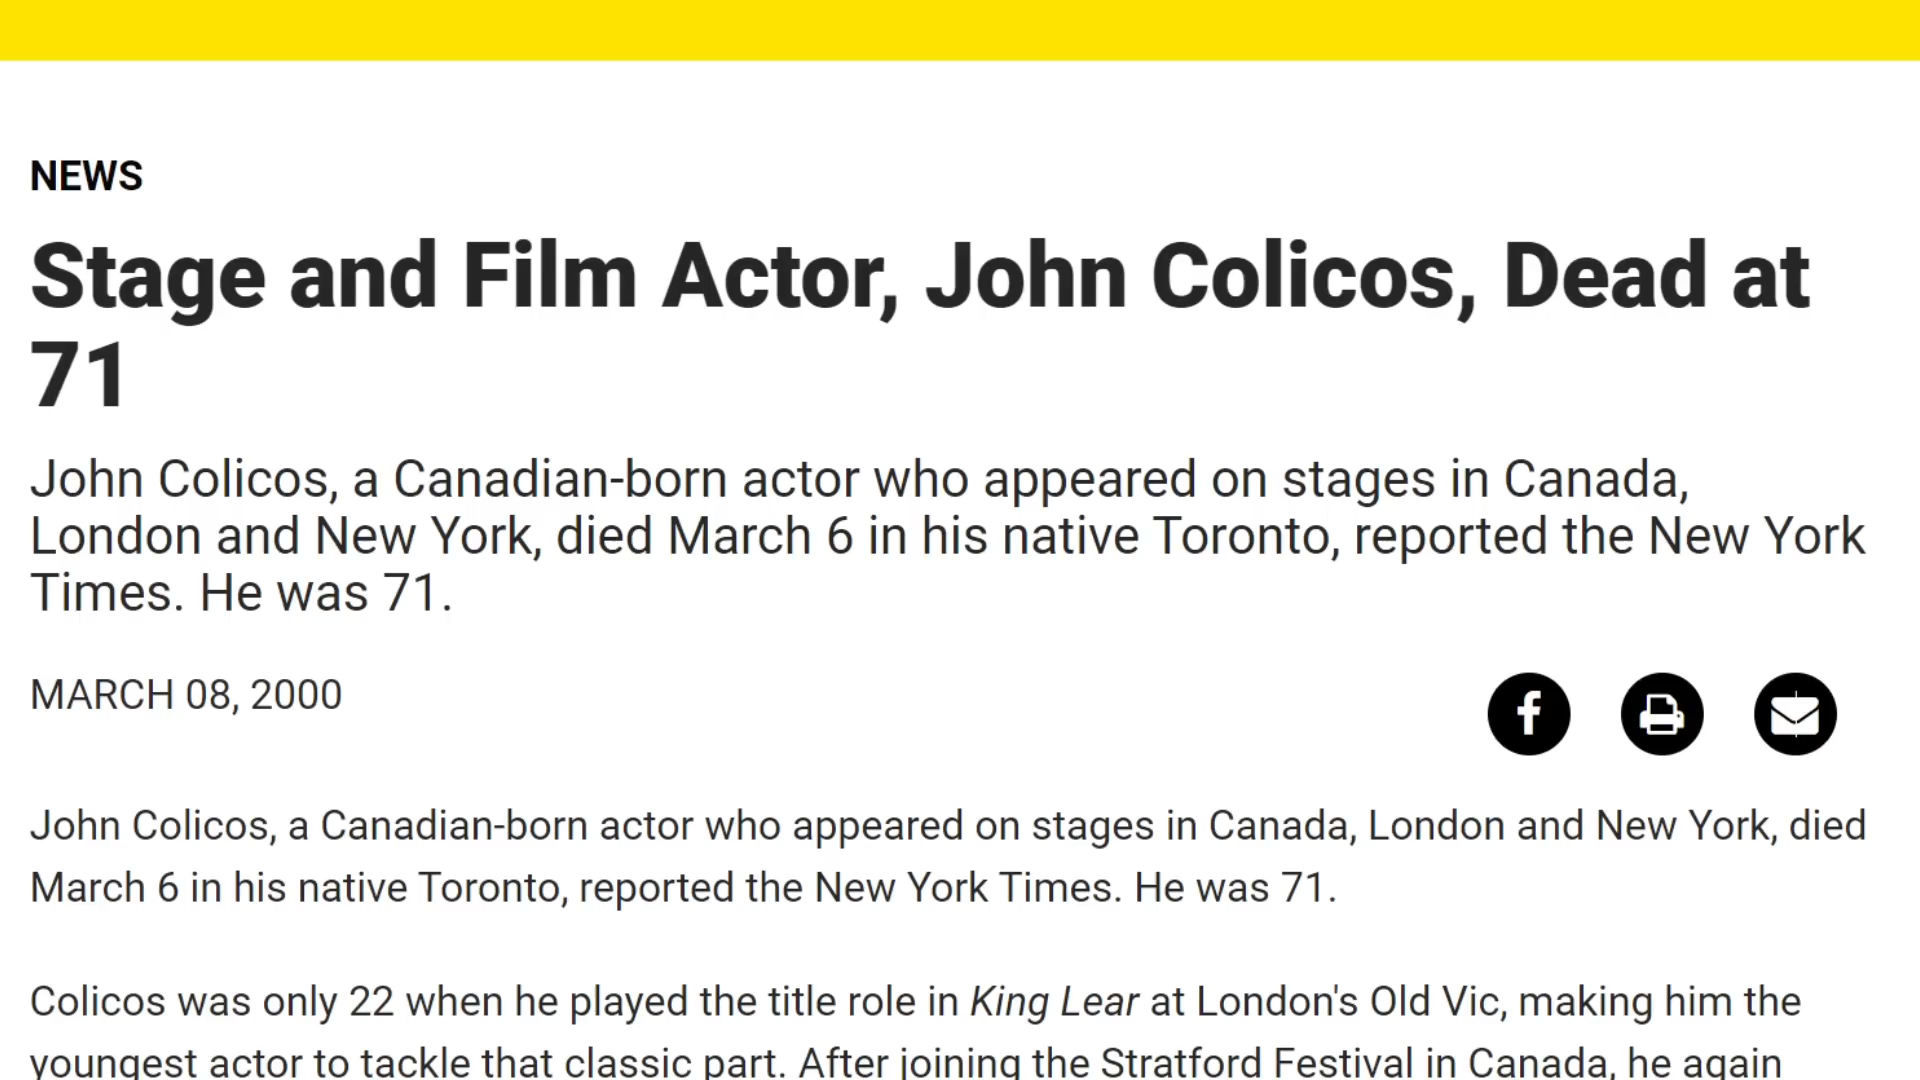 NEWS
Stage and Film Actor, John Colicos, Dead at
71
John Colicos, a Canadian-born actor who appeared on stages in Canada,
London and New York, died March 6 in his native Toronto, reported the New York
Times. He was 71.
MARCH 08, 2000
John Colicos, a Canadian-born actor who appeared on stages in Canada, London and New York, died
March 6 in his native Toronto, reported the New York Times. He was 71.
Colicos was only 22 when he played the title role in King Lear at London's Old Vic, making him the
youngest actor to tackle that classic part. After joining the Stratford Festival in Canada, he again